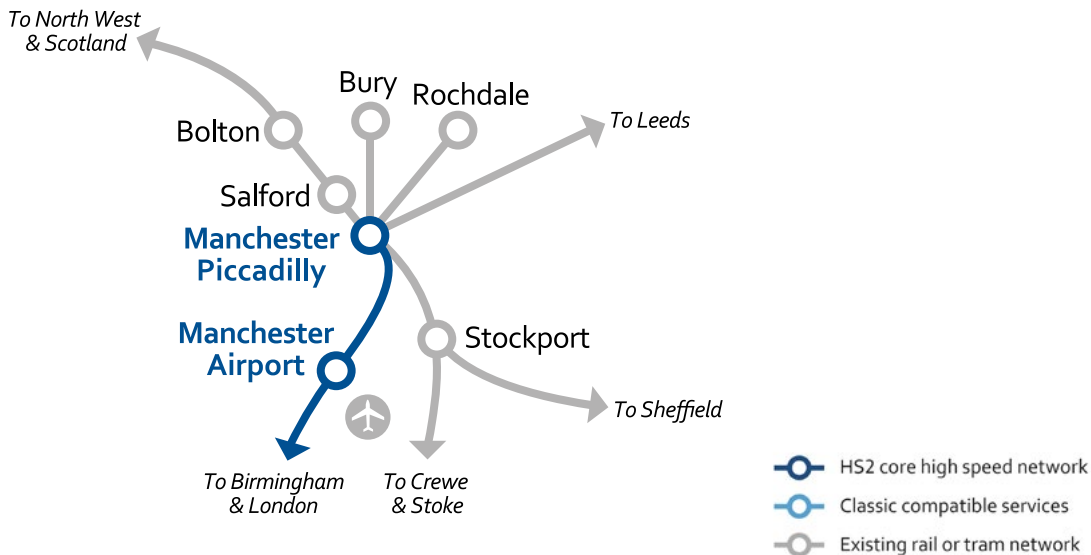 To North West
& Scotland
Bury
Rochdale
To Leeds
Bolton
Salford
Manchester
Piccadilly
Manchester
Airport
Stockport
To Sheffield
To Birmingham
& London
To Crewe
& Stoke
HS2 core high speed network
Classic compatible services
Existing rail or tram network